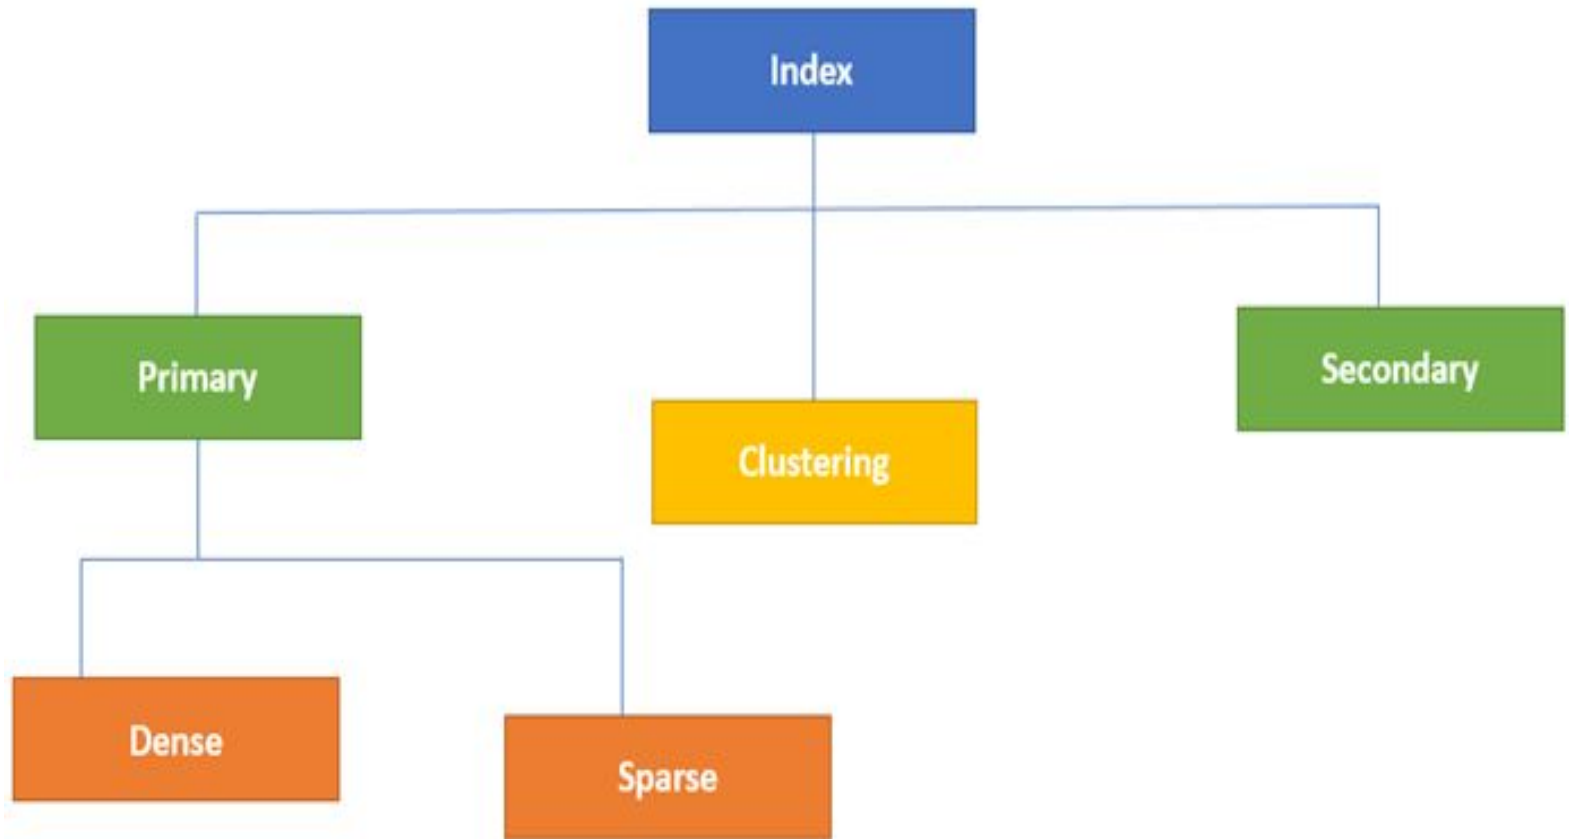 Index
Primary
Secondary
Clustering
Dense
Sparse